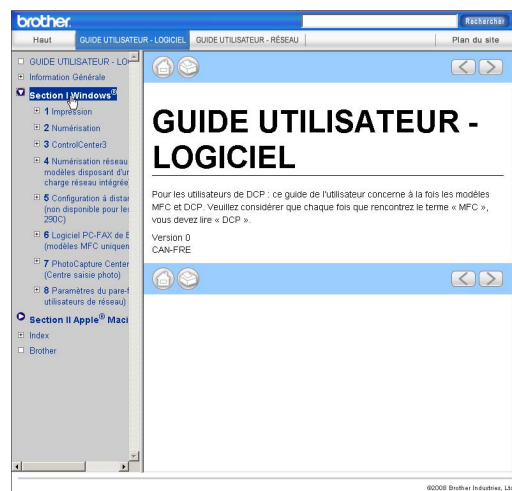 brother
Rechercher
Haut
GUIDE UTILISATEUR - LOGICIEL
GUIDE UTILISATEUR - RÉSEAU
Plan du site
GUIDE UTILISATEUR - LO
Information Générale
Section I Windows®
1 Impression
2 Numérisation
3 ControlCenter3
4 Numérisation réseau
modèles disposant d'un
charge réseau intégrée
5 Configuration à distan
(non disponible pour les
290C)
6 Logiciel PC-FAX de B
(modèles MFC uniquen
7 PhotoCapture Center
(Centre saisie photo)
8 Paramètres du pare-f
utilisateurs de réseau)
Section II Apple® Maci
Index
Brother
GUIDE UTILISATEUR -
LOGICIEL
Pour les utilisateurs de DCP : ce guide de l'utilisateur concerne à la fois les modèles
MFC et DCP. Veuillez considérer que chaque fois que rencontrez le terme « MFC »,
vous devez lire « DCP ».
Version 0
CAN-FRE
©2008 Brother Industries, Ltd